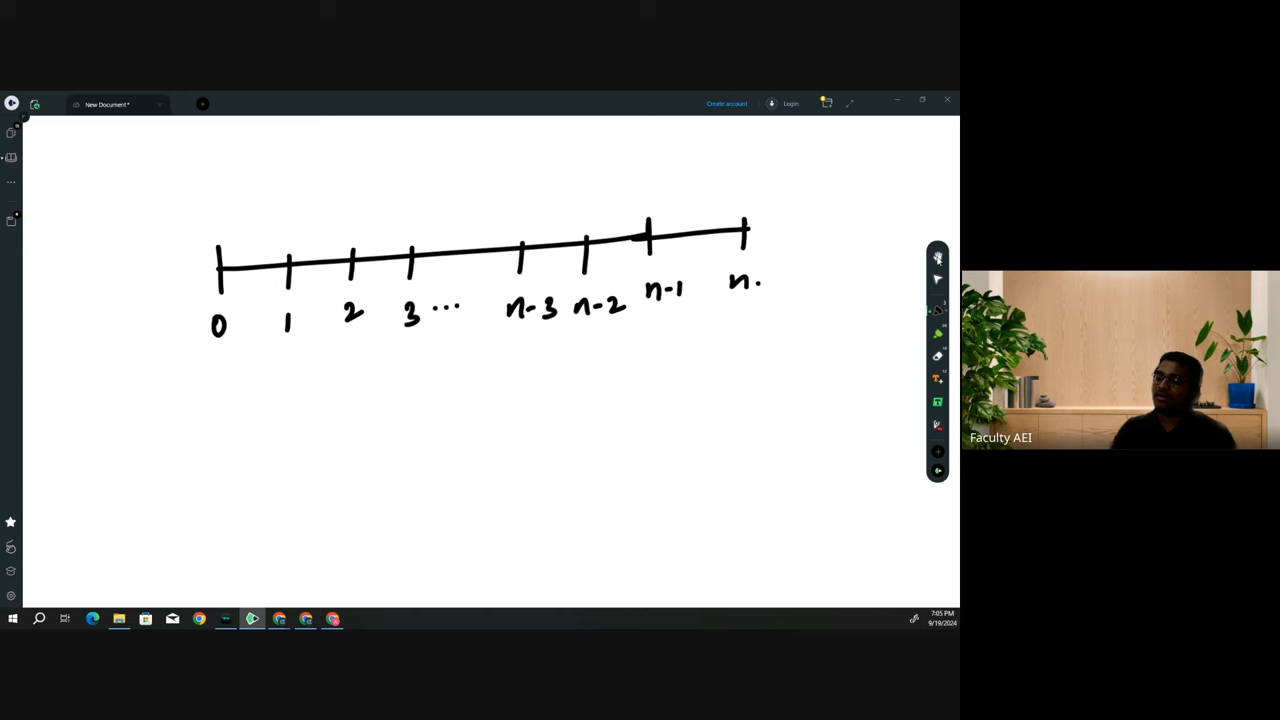 New Document*
Create account
Login
0 1 2 3 ... n-3 n-2 n-1 n.
Faculty AEI
7:05 PM
9/19/2024